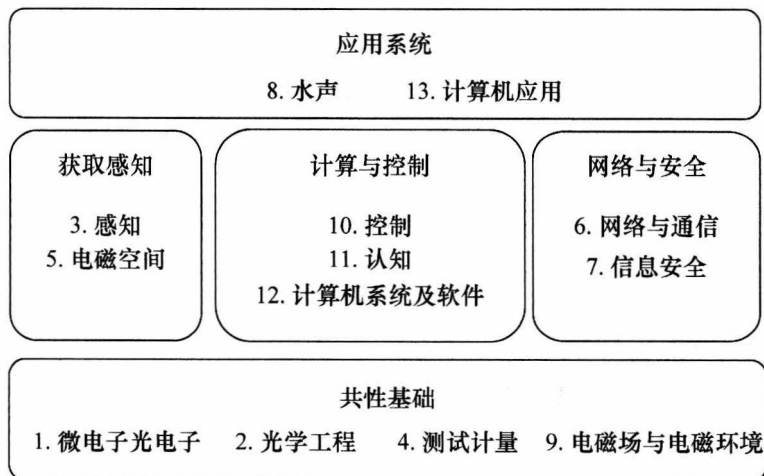 应用系统
8. 水声 13. 计算机应用
获取感知
3. 感知
5. 电磁空间
计算与控制
10. 控制
11. 认知
12. 计算机系统及软件
网络与安全
6. 网络与通信
7. 信息安全
共性基础
1. 微电子光电子 2. 光学工程 4. 测试计量 9. 电磁场与电磁环境